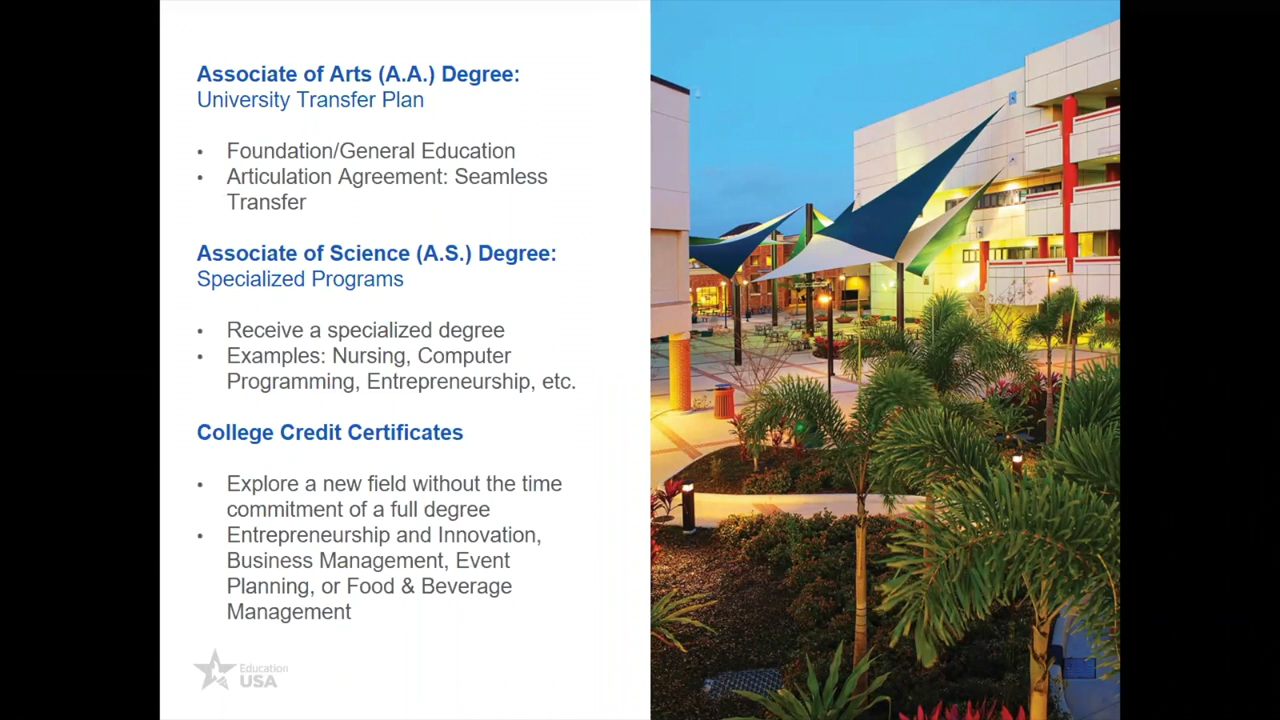 Associate of Arts (A.A.) Degree:
University Transfer Plan
• Foundation/General Education
• Articulation Agreement: Seamless
Transfer
Associate of Science (A.S.) Degree:
Specialized Programs
• Receive a specialized degree
• Examples: Nursing, Computer
Programming, Entrepreneurship, etc.
College Credit Certificates
• Explore a new field without the time
commitment of a full degree
• Entrepreneurship and Innovation,
Business Management, Event
Planning, or Food & Beverage
Management
Education
USA